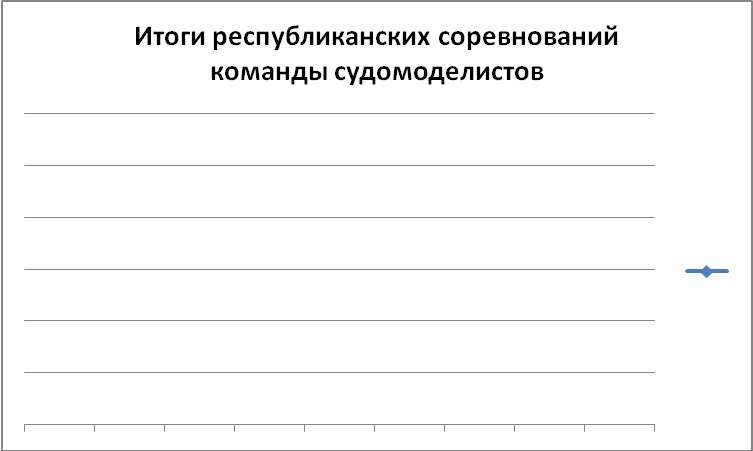 Итоги республиканских соревнований
команды судомоделистов